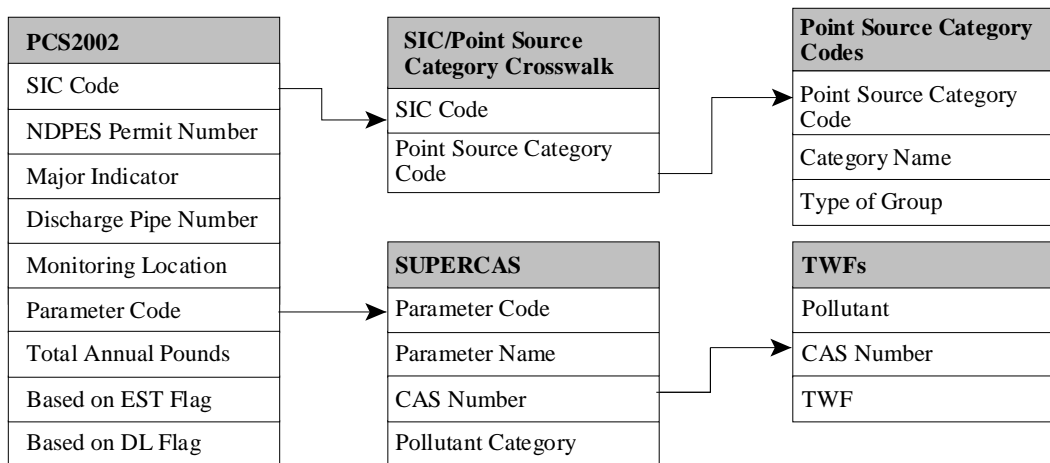 PCS2002
SIC Code
NDPES Permit Number
Major Indicator
Discharge Pipe Number
Monitoring Location
Parameter Code
Total Annual Pounds
Based on EST Flag
Based on DL Flag
SIC/Point Source
Category Crosswalk
SIC Code
Point Source Category
Code
Point Source Category
Codes
Point Source Category
Code
Category Name
Type of Group
SUPERCAS
Parameter Code
Parameter Name
CAS Number
Pollutant Category
TWFs
Pollutant
CAS Number
TWF